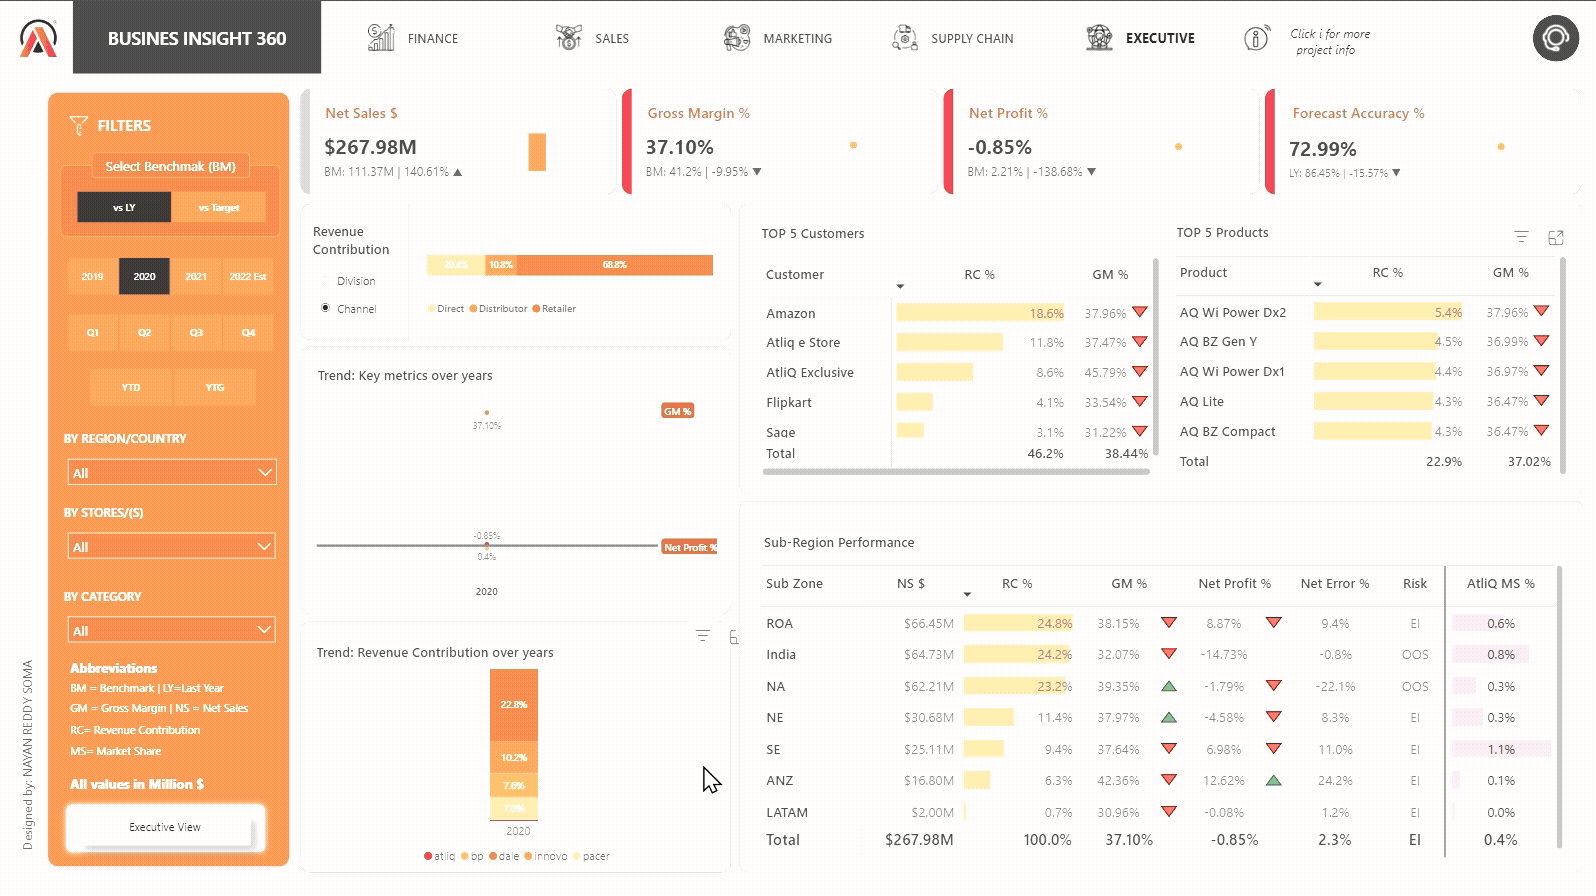 BUSINES INSIGHT 360
FINANCE
SALES
MARKETING
SUPPLY CHAIN
EXECUTIVE
Click i for more
project info
FILTERS
Select Benchmak (BM)
vs LY
vs Target
2019
2020
2021
2022 Est
Q1
Q2
Q3
Q4
YTD
YTG
BY REGION/COUNTRY
All
BY STORES/(S)
All
BY CATEGORY
All
Abbreviations
BM = Benchmark | LY=Last Year
GM = Gross Margin | NS = Net Sales
RC= Revenue Contribution
MS= Market Share
All values in Million $
Executive View
Designed by: NAYAN REDDY SOMA
Net Sales $
$267.98M
BM: 111.37M | 140.61% ▲
Gross Margin %
37.10%
BM: 41.2% | -9.95% ▼
Net Profit %
-0.85%
BM: 2.21% | -138.68% ▼
Forecast Accuracy %
72.99%
LY: 86.45% | -15.57% ▼
Revenue
Contribution
Division
Channel
10.8%
68.8%
Direct Distributor Retailer
Trend: Key metrics over years
GM %
37.10%
-0.85%
Net Profit %
0.4%
2020
Trend: Revenue Contribution over years
22.8%
10.2%
7.6%
2020
atliq bp dale innovo pacer
TOP 5 Customers
Customer RC % GM %
Amazon 18.6% 37.96%
Atliq e Store 11.8% 37.47%
AtliQ Exclusive 8.6% 45.79%
Flipkart 4.1% 33.54%
Sage 3.1% 31.22%
Total 46.2% 38.44%
TOP 5 Products
Product RC % GM %
AQ Wi Power Dx2 5.4% 37.96%
AQ BZ Gen Y 4.5% 36.99%
AQ Wi Power Dx1 4.4% 36.97%
AQ Lite 4.3% 36.47%
AQ BZ Compact 4.3% 36.47%
Total 22.9% 37.02%
Sub-Region Performance
Sub Zone NS $ RC % GM % Net Profit % Net Error % Risk AtliQ MS %
ROA $66.45M 24.8% 38.15% 8.87% 9.4% EI 0.6%
India $64.73M 24.2% 32.07% -14.73% -0.8% OOS 0.8%
NA $62.21M 23.2% 39.35% -1.79% -22.1% OOS 0.3%
NE $30.68M 11.4% 37.97% -4.58% 8.3% EI 0.3%
SE $25.11M 9.4% 37.64% 6.98% 11.0% EI 1.1%
ANZ $16.80M 6.3% 42.36% 12.62% 24.2% EI 0.1%
LATAM $2.00M 0.7% 30.96% -0.08% 1.2% EI 0.0%
Total $267.98M 100.0% 37.10% -0.85% 2.3% EI 0.4%